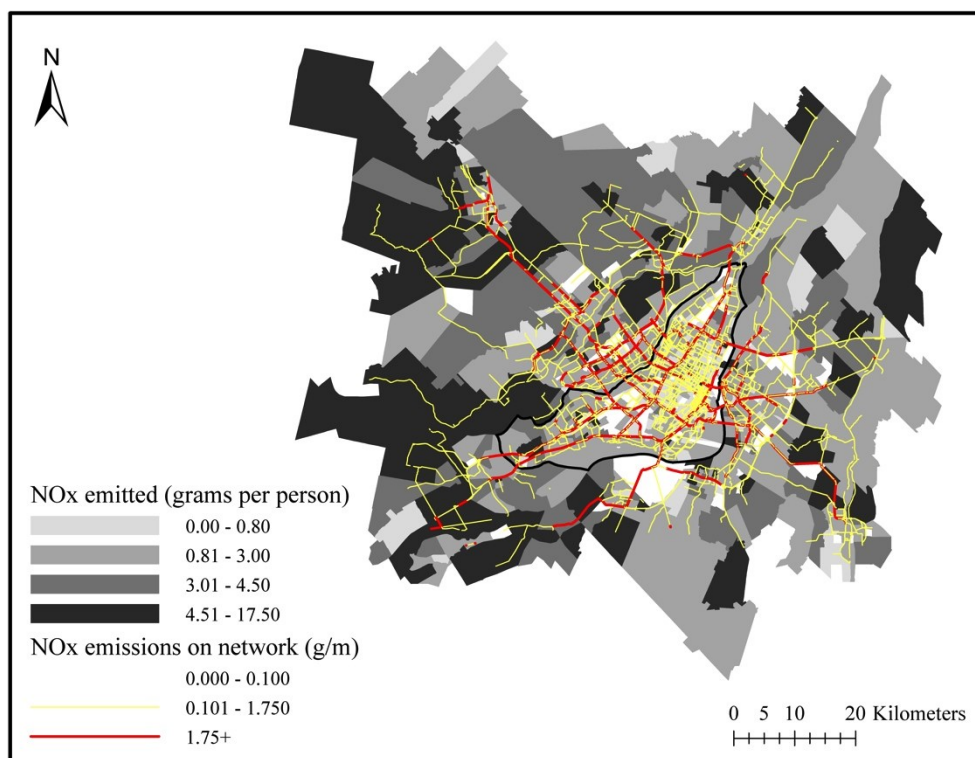 N
NOx emitted (grams per person)
0.00 - 0.80
0.81 - 3.00
3.01 - 4.50
4.51 - 17.50
NOx emissions on network (g/m)
0.000 - 0.100
0.101 - 1.750
1.75+
0 5 10 20 Kilometers